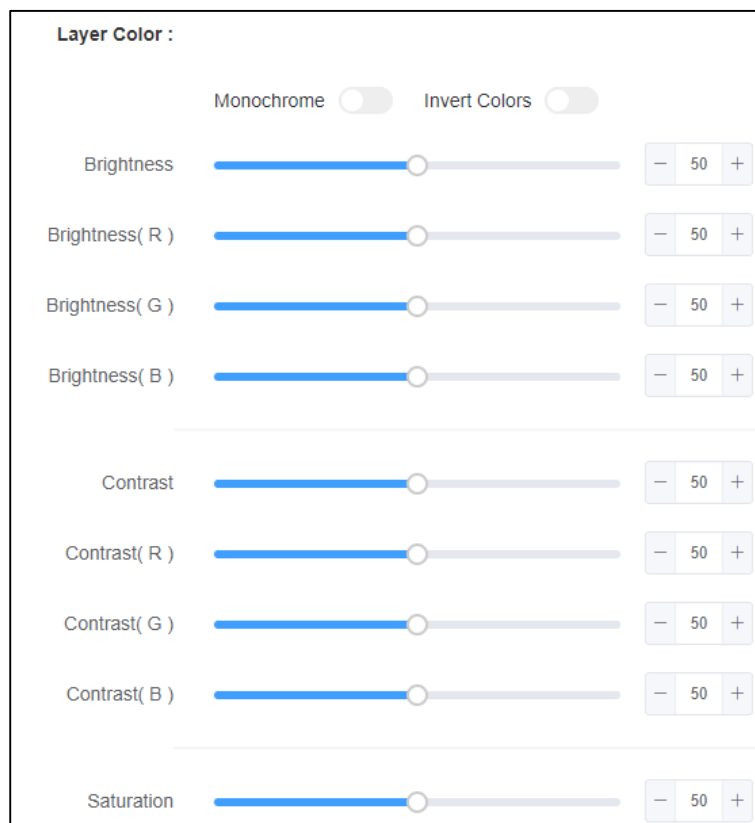 Layer Color :
Monochrome Invert Colors
Brightness − 50 +
Brightness( R ) − 50 +
Brightness( G ) − 50 +
Brightness( B ) − 50 +
Contrast − 50 +
Contrast( R ) − 50 +
Contrast( G ) − 50 +
Contrast( B ) − 50 +
Saturation − 50 +